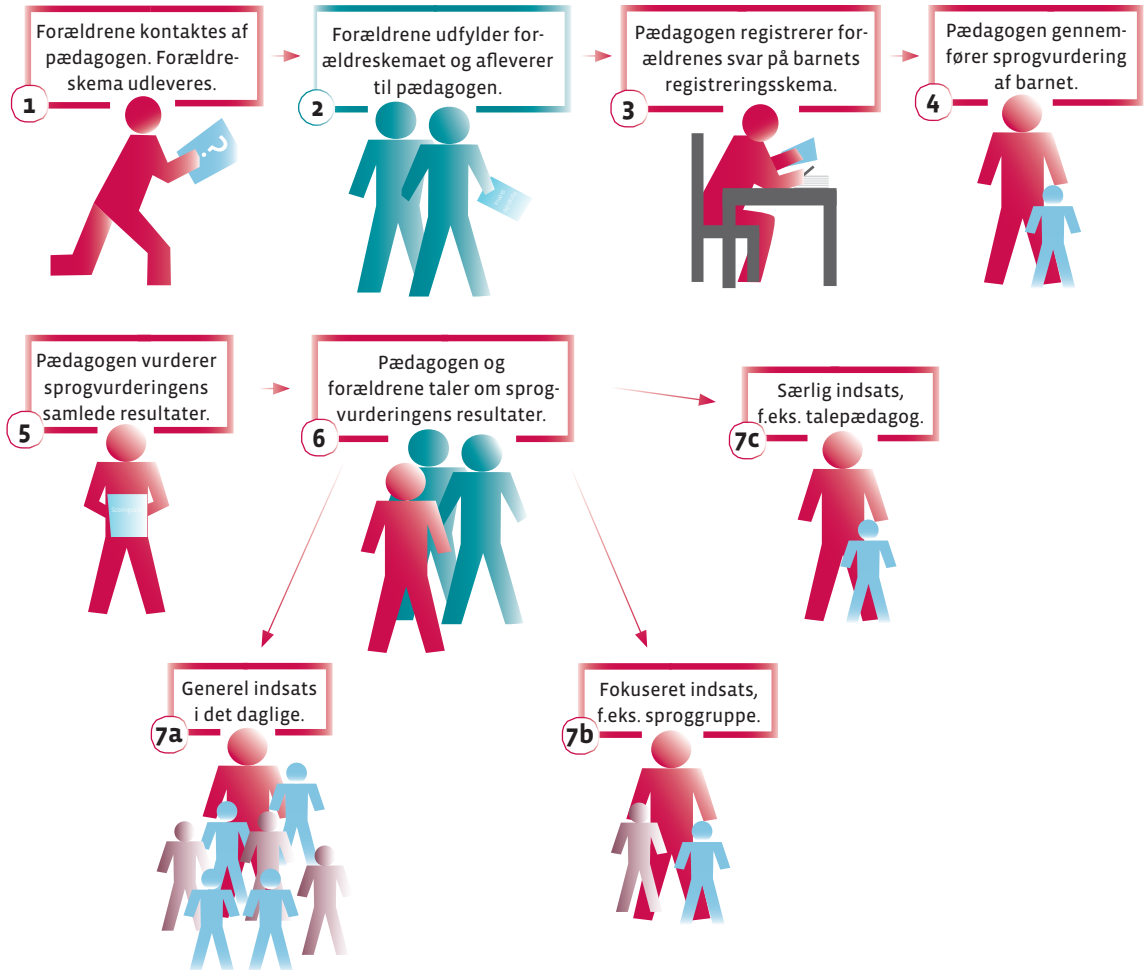 Forældrene kontaktes af
pædagogen. Forældre-
skema udleveres.
1
Forældrene udfylder for-
ældreskemaet og afleverer
til pædagogen.
2
Pædagogen registrerer for-
ældrenes svar på barnets
registreringsskema.
3
Pædagogen gennem-
fører sprogvurdering
af barnet.
4
?
Pædagogen vurderer
sprogvurderingens
samlede resultater.
5
Pædagogen og
forældrene taler om sprog-
vurderingens resultater.
6
Særlig indsats,
f.eks. talepædagog.
7c
Generel indsats
i det daglige.
7a
Fokuseret indsats,
f.eks. sproggruppe.
7b